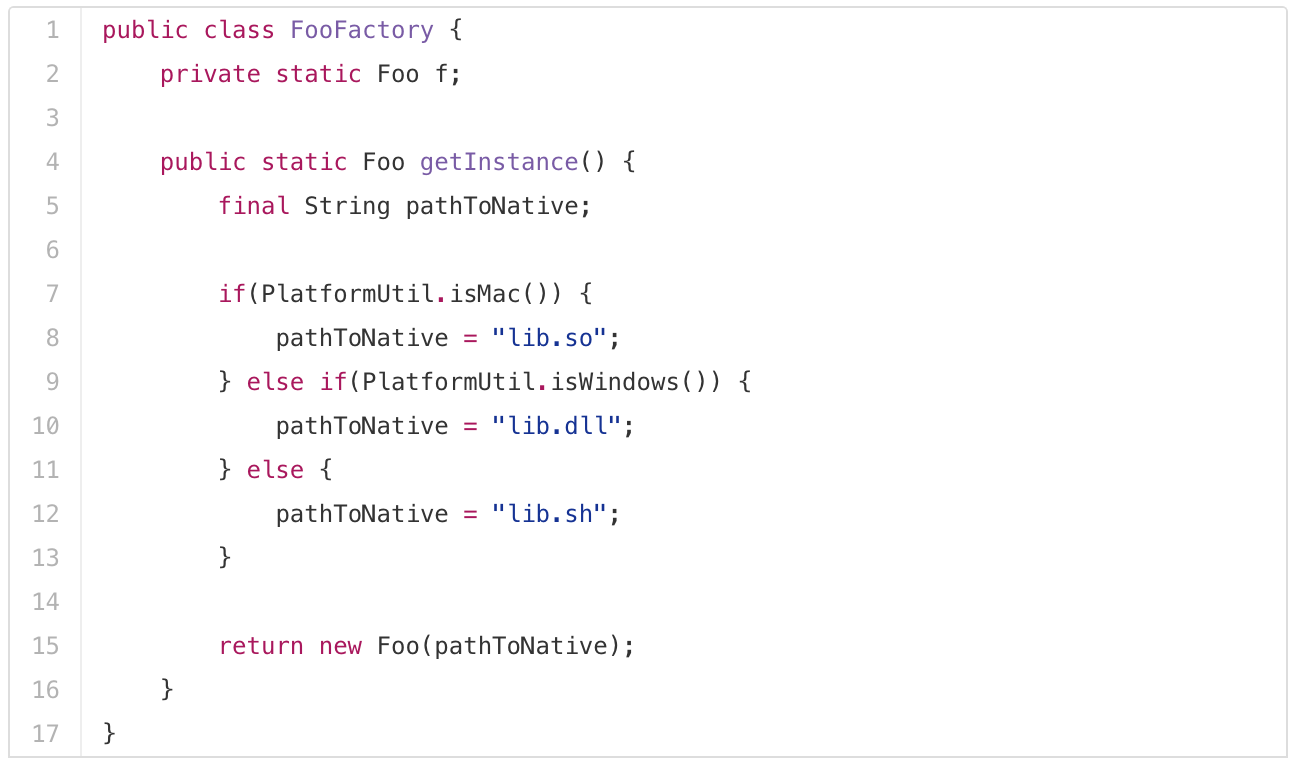 1 public class FooFactory {
2     private static Foo f;
3
4     public static Foo getInstance() {
5         final String pathToNative;
6
7         if(PlatformUtil.isMac()) {
8             pathToNative = "lib.so";
9         } else if(PlatformUtil.isWindows()) {
10             pathToNative = "lib.dll";
11         } else {
12             pathToNative = "lib.sh";
13         }
14
15         return new Foo(pathToNative);
16     }
17 }